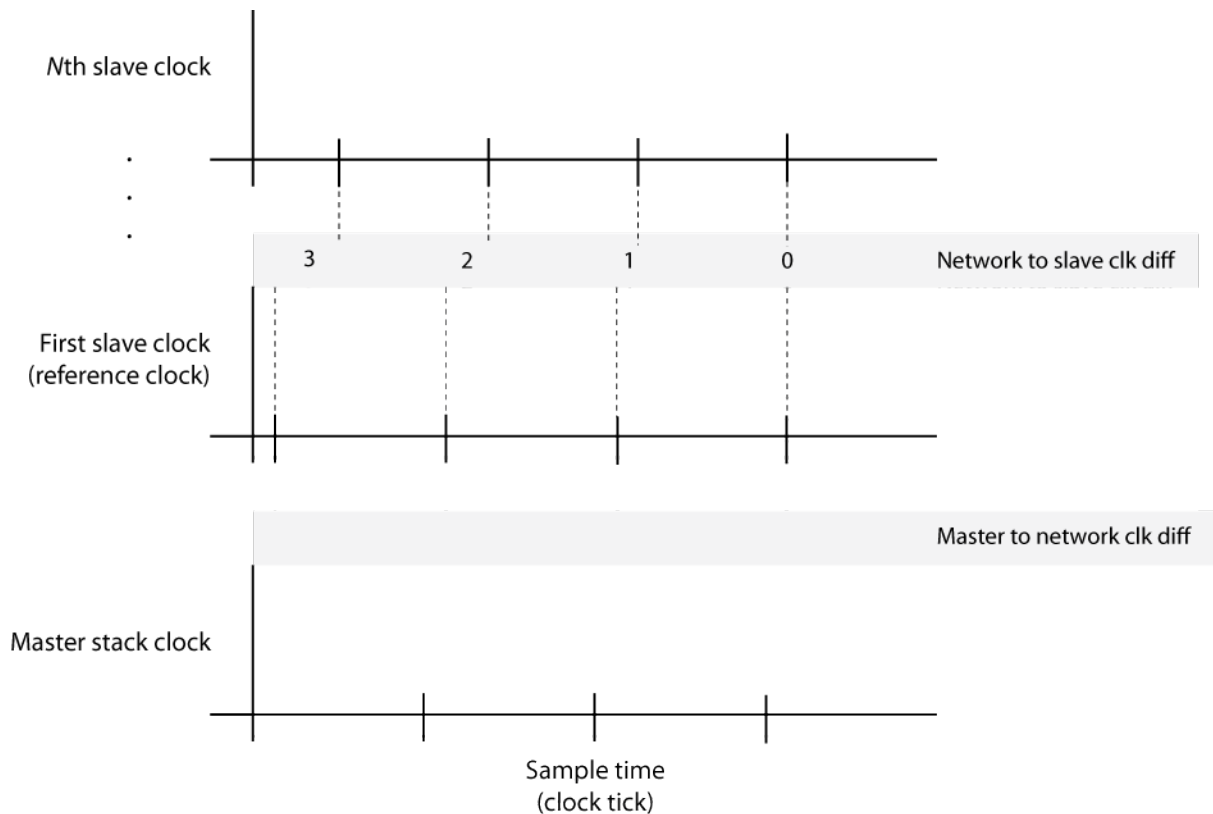 Nth slave clock
3 2 1 0 Network to slave clk diff
First slave clock
(reference clock)
Master to network clk diff
Master stack clock
Sample time
(clock tick)